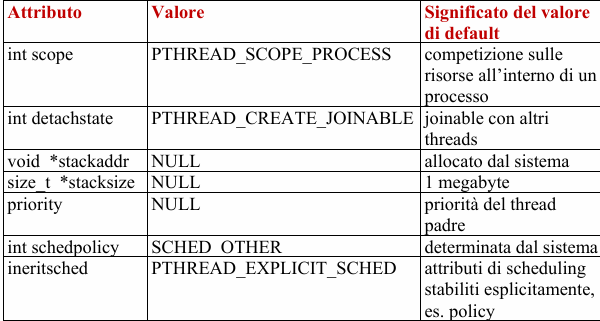 Attributo Valore Significato del valore
di default
int scope PTHREAD_SCOPE_PROCESS competizione sulle
risorse all'interno di un
processo
int detachstate PTHREAD_CREATE_JOINABLE joinable con altri
threads
void *stackaddr NULL allocato dal sistema
size_t *stacksize NULL 1 megabyte
priority NULL priorità del thread
padre
int schedpolicy SCHED_OTHER determinata dal sistema
ineritsched PTHREAD_EXPLICIT_SCHED attributi di scheduling
stabiliti esplicitamente,
es. policy